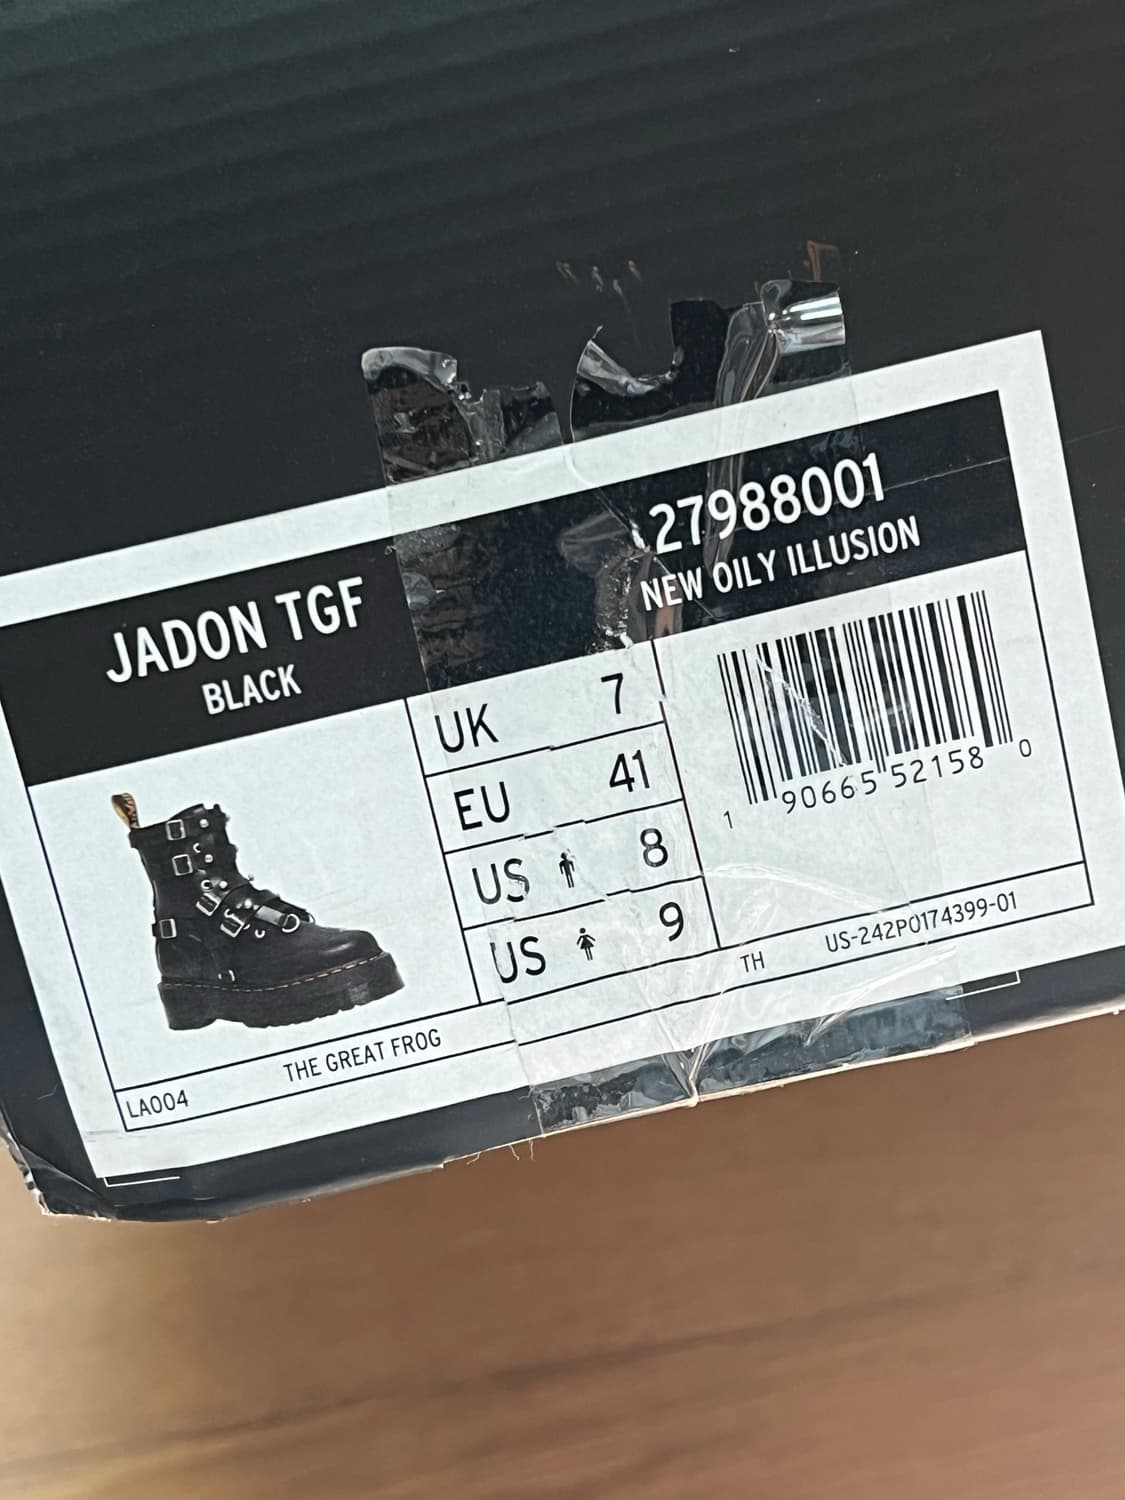 JADON TGF
BLACK
27988001
NEW OILY ILLUSION
UK 7
EU 41
US 8
US 9
1 90665 52158 0
THE GREAT FROG
LA004
TH US-242P0174399-01